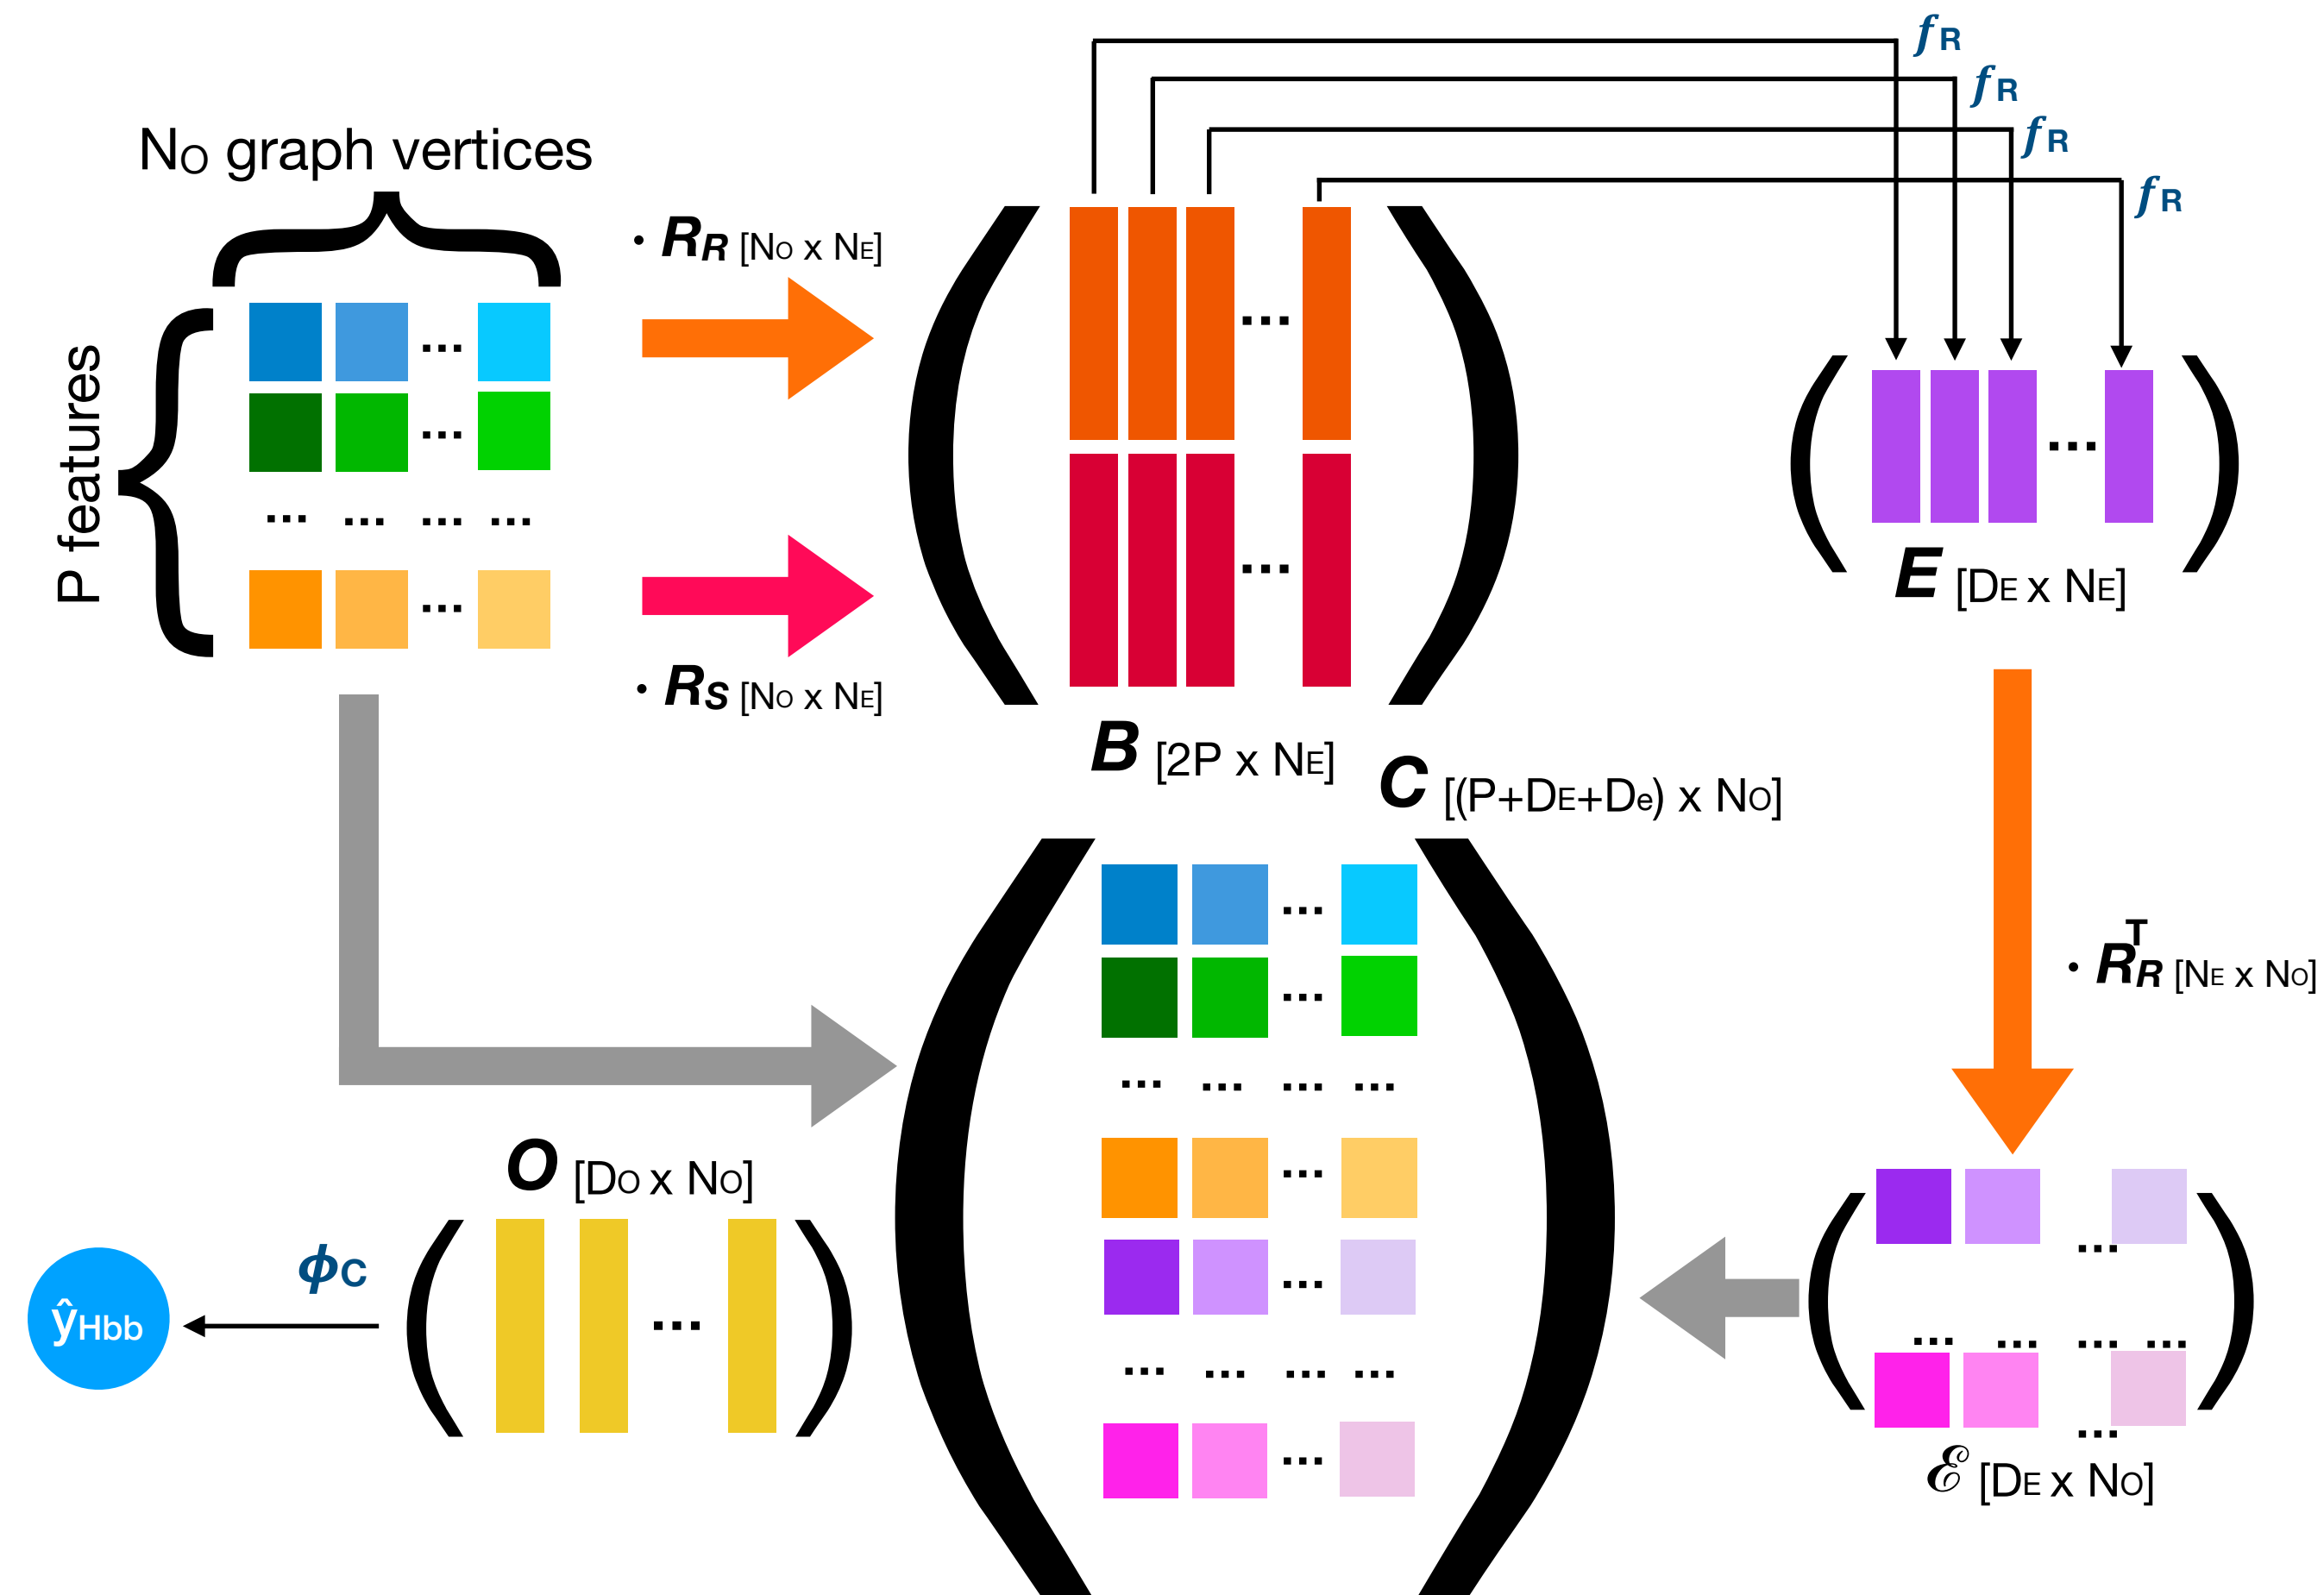 fR
fR
fR
fR
NO graph vertices
P features
· RR [NO x NE]
· RS [NO x NE]
...
B [2P x NE]
E [DE x NE]
C [(P+DE+De) x NO]
· RRT [NE x NO]
O [DO x NO]
ϕC
ŷHbb
ℰ [DE x NO]